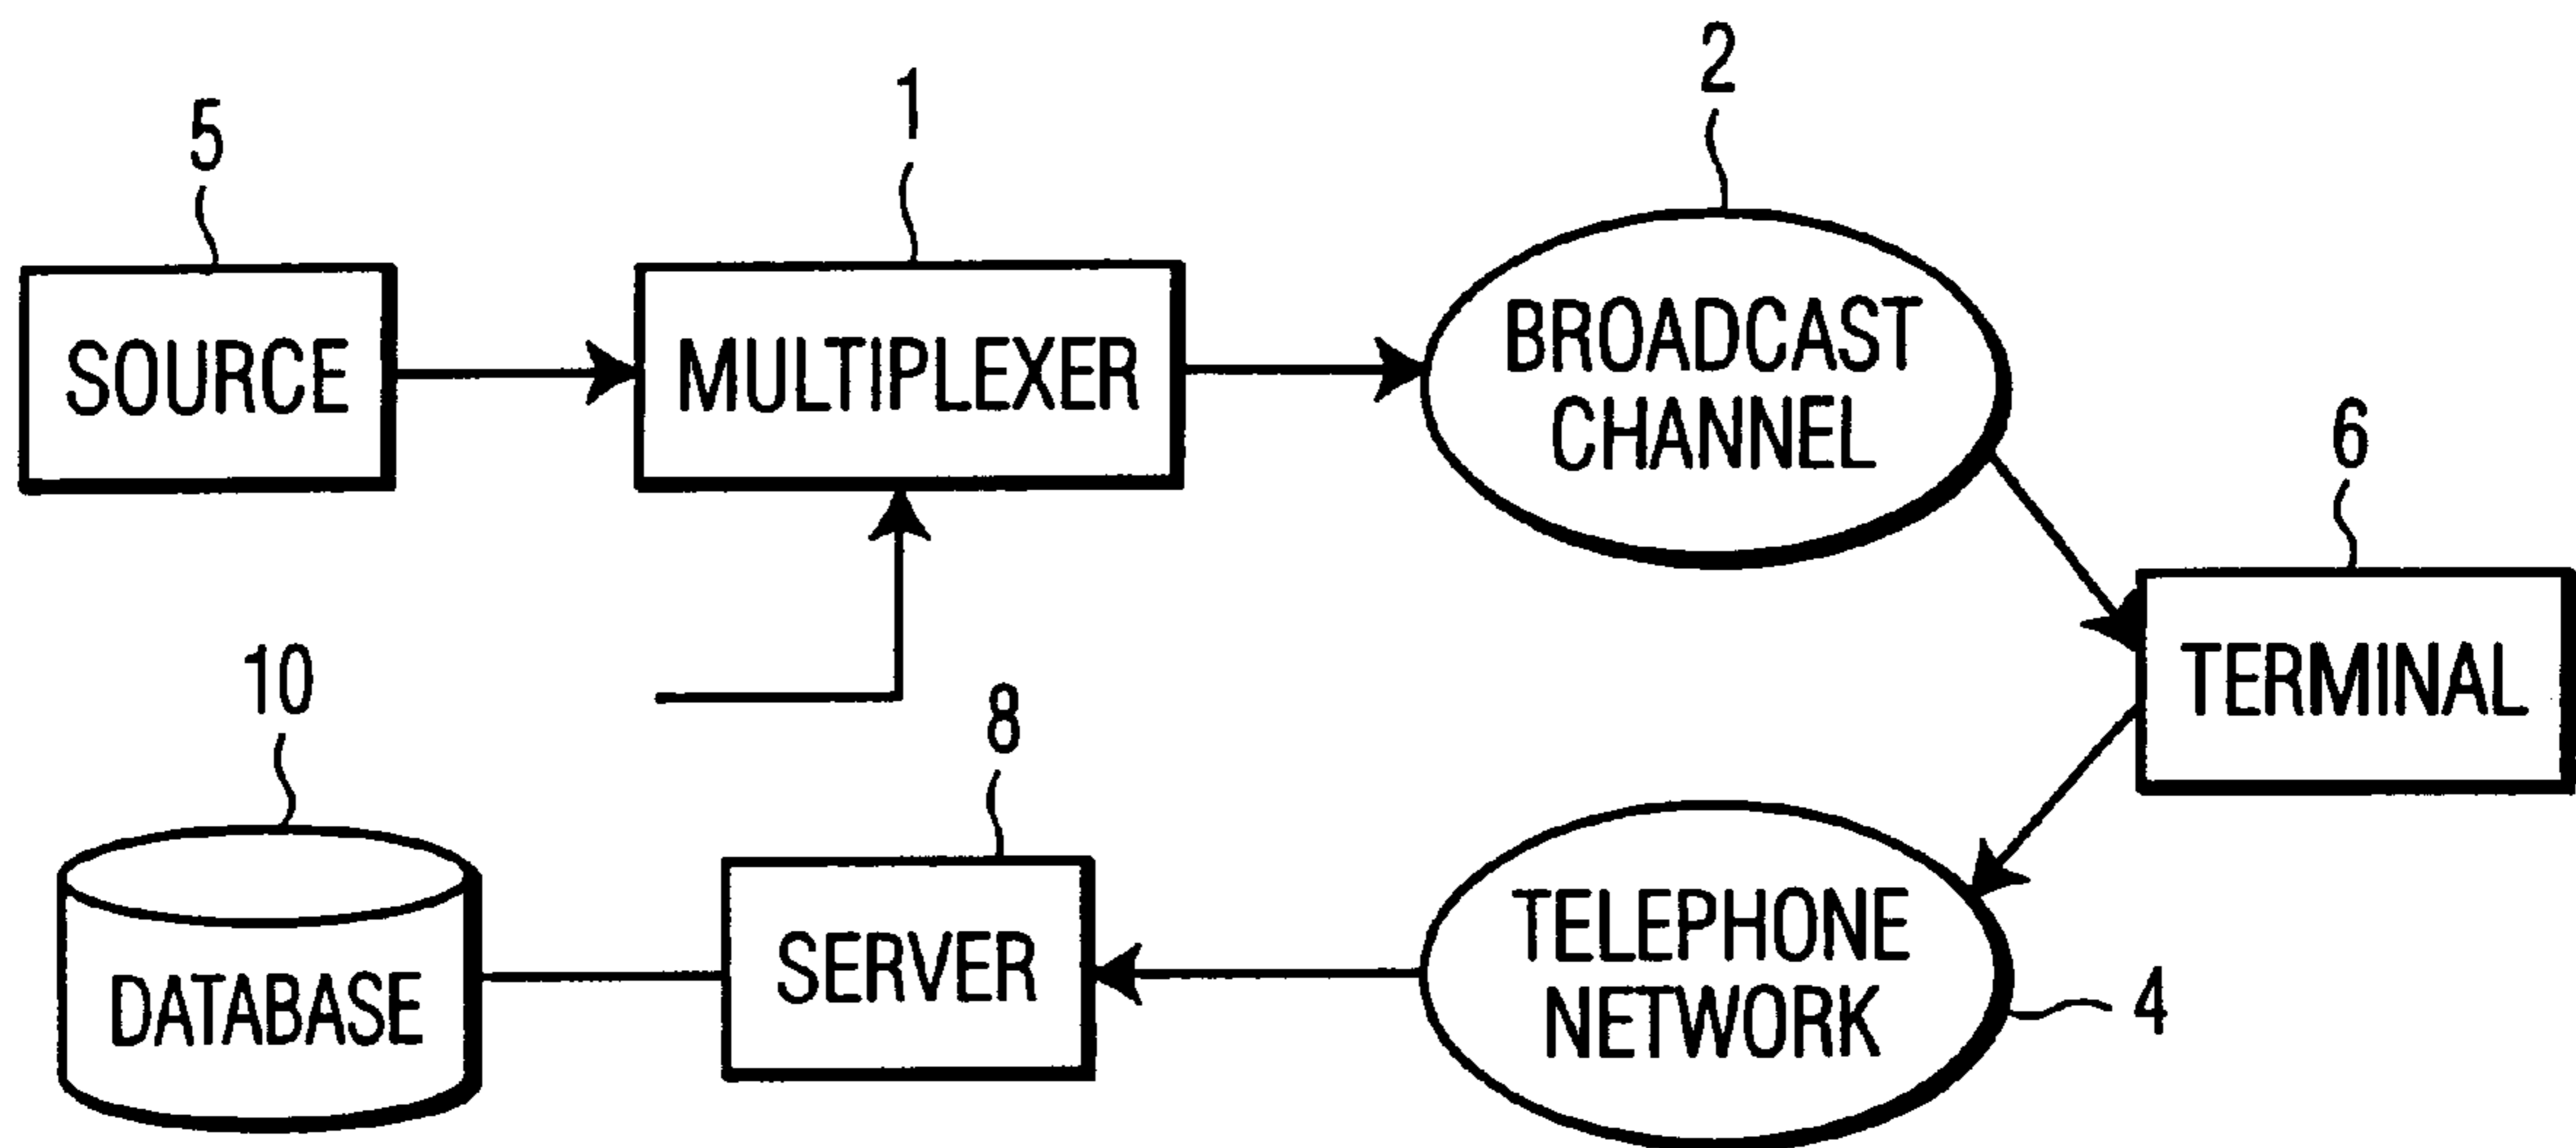 2
1
5
BROADCAST
CHANNEL
SOURCE
MULTIPLEXER
6
TERMINAL
10
8
TELEPHONE
NETWORK
SERVER
DATABASE
4